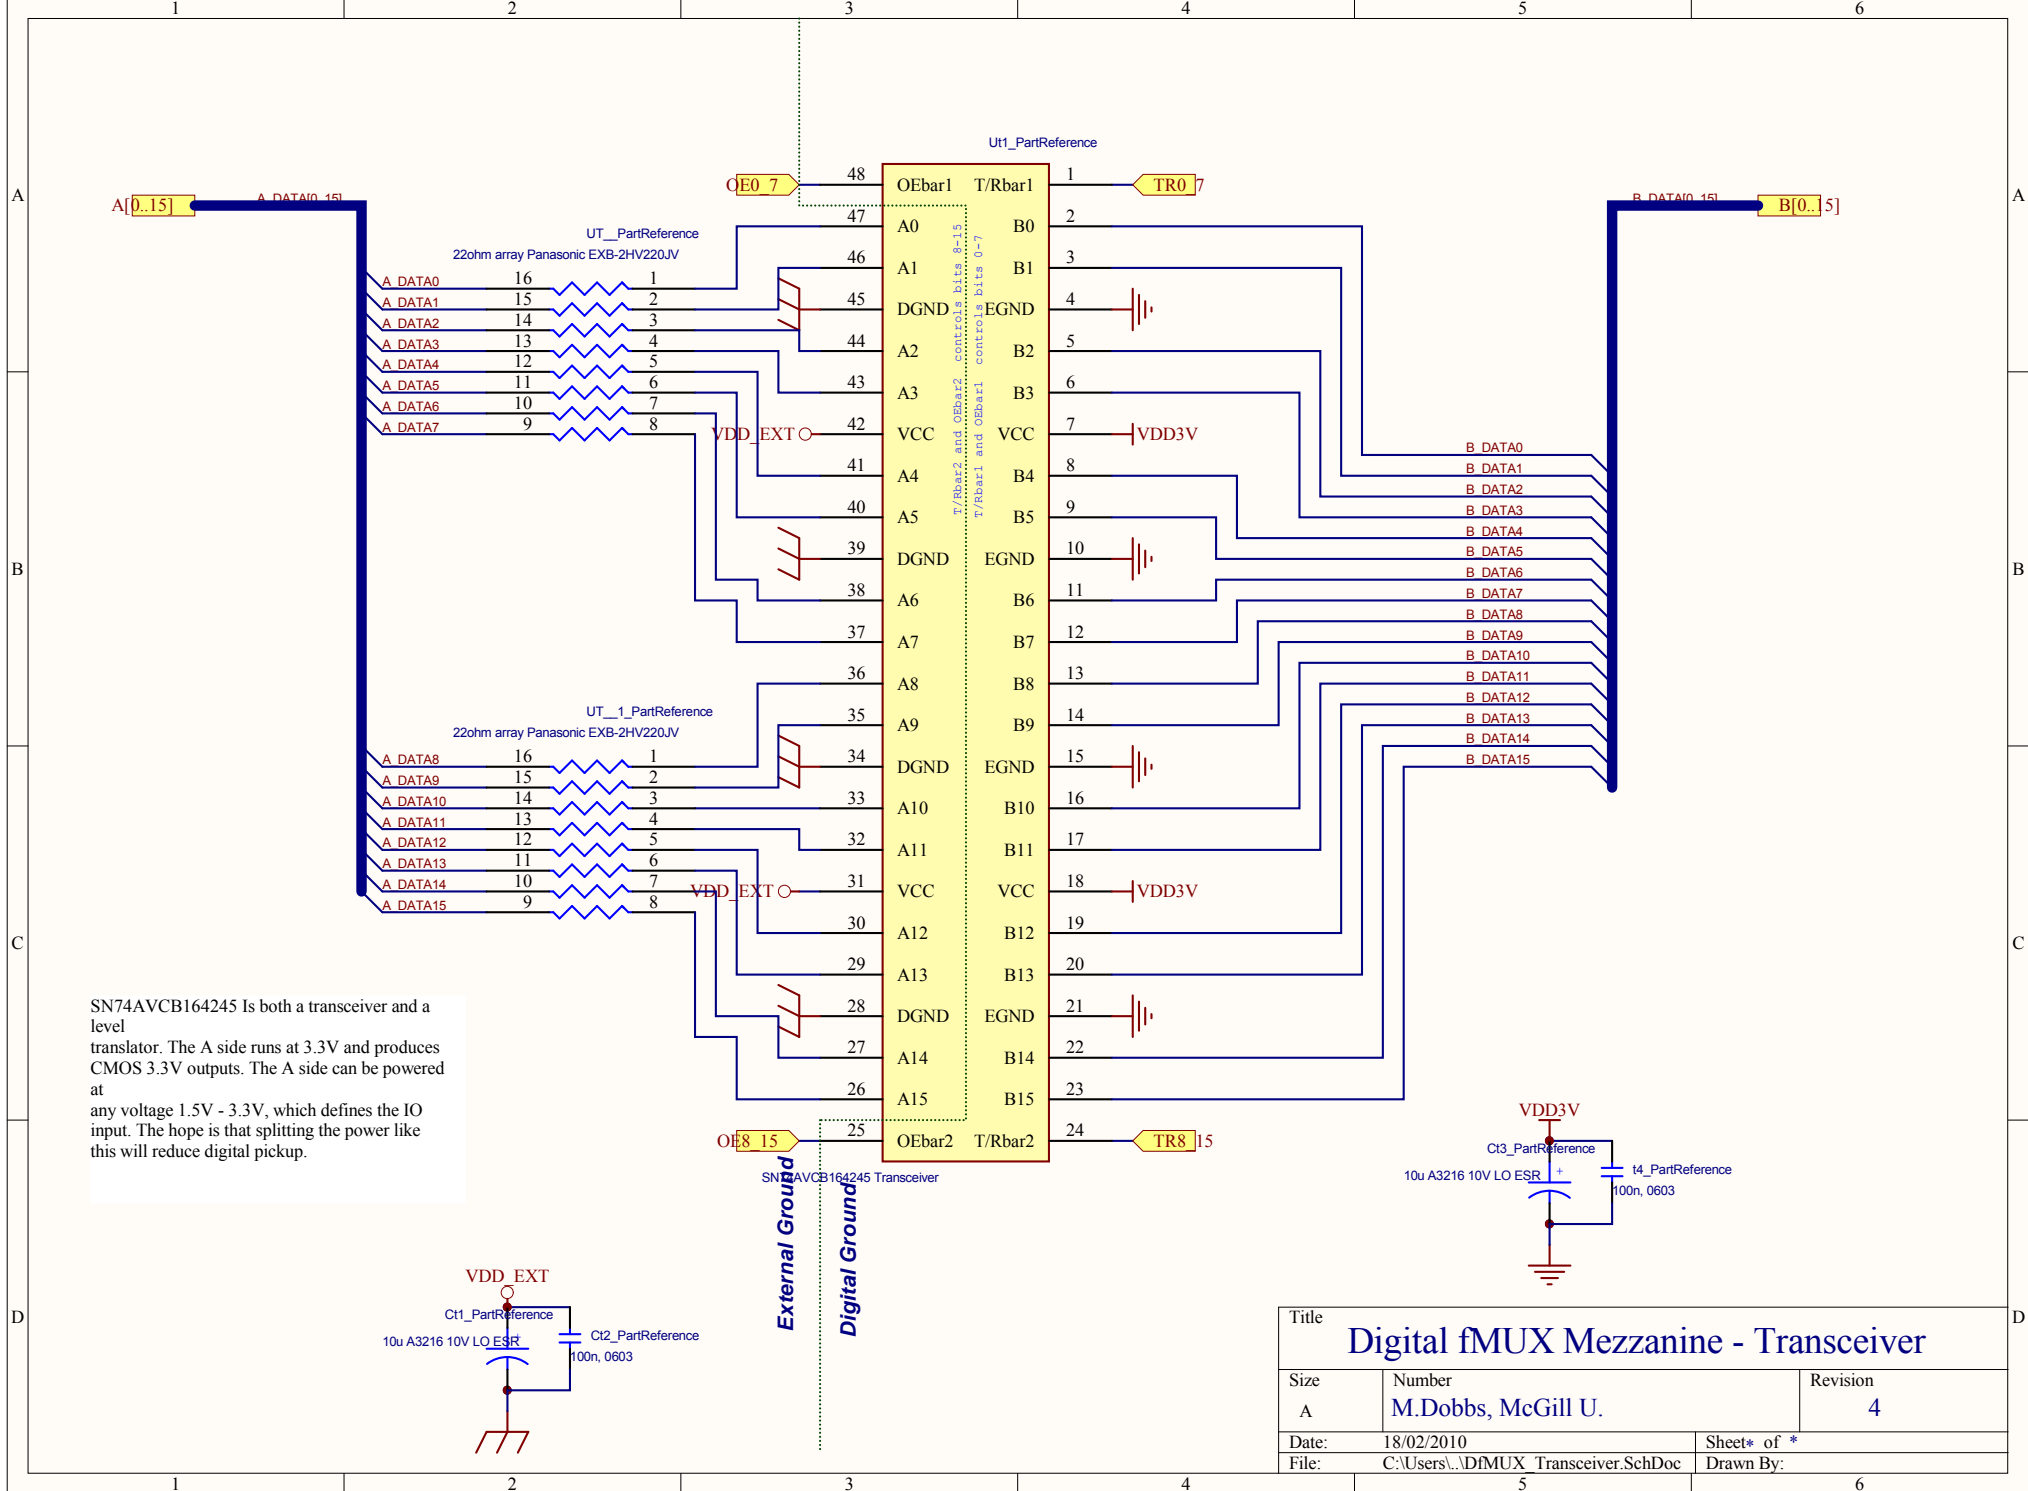 1 2 3 4 5 6
A
B
C
D
A
B
C
D
Ut1_PartReference
OE0_7
48 OEbar1 T/Rbar1 1
TR0_7
A[0..15]
A_DATA[0..15]
B_DATA[0..15]
B[0..15]
47 A0 B0 2
46 A1 B1 3
45 DGND EGND 4
44 A2 B2 5
43 A3 B3 6
VDD_EXT 42 VCC VCC 7 VDD3V
41 A4 B4 8
40 A5 B5 9
39 DGND EGND 10
38 A6 B6 11
37 A7 B7 12
36 A8 B8 13
35 A9 B9 14
34 DGND EGND 15
33 A10 B10 16
32 A11 B11 17
VDD_EXT 31 VCC VCC 18 VDD3V
30 A12 B12 19
29 A13 B13 20
28 DGND EGND 21
27 A14 B14 22
26 A15 B15 23
OE8_15 25 OEbar2 T/Rbar2 24 TR8_15
SN74AVCB164245 Transceiver
T/Rbar2 and OEbar2 controls bits 8-15
T/Rbar1 and OEbar1 controls bits 0-7
UT__PartReference
22ohm array Panasonic EXB-2HV220JV
A_DATA0 16 1
A_DATA1 15 2
A_DATA2 14 3
A_DATA3 13 4
A_DATA4 12 5
A_DATA5 11 6
A_DATA6 10 7
A_DATA7 9 8
UT__1_PartReference
22ohm array Panasonic EXB-2HV220JV
A_DATA8 16 1
A_DATA9 15 2
A_DATA10 14 3
A_DATA11 13 4
A_DATA12 12 5
A_DATA13 11 6
A_DATA14 10 7
A_DATA15 9 8
B_DATA0
B_DATA1
B_DATA2
B_DATA3
B_DATA4
B_DATA5
B_DATA6
B_DATA7
B_DATA8
B_DATA9
B_DATA10
B_DATA11
B_DATA12
B_DATA13
B_DATA14
B_DATA15
SN74AVCB164245 Is both a transceiver and a
level
translator. The A side runs at 3.3V and produces
CMOS 3.3V outputs. The A side can be powered
at
any voltage 1.5V - 3.3V, which defines the IO
input. The hope is that splitting the power like
this will reduce digital pickup.
External Ground
Digital Ground
VDD3V
Ct3_PartReference
10u A3216 10V LO ESR +
t4_PartReference
100n, 0603
VDD_EXT
Ct1_PartReference
10u A3216 10V LO ESR +
Ct2_PartReference
100n, 0603
Title
Digital fMUX Mezzanine - Transceiver
Size Number Revision
A M.Dobbs, McGill U. 4
Date: 18/02/2010 Sheet* of *
File: C:\Users\..\DfMUX_Transceiver.SchDoc Drawn By:
1 2 3 4 5 6